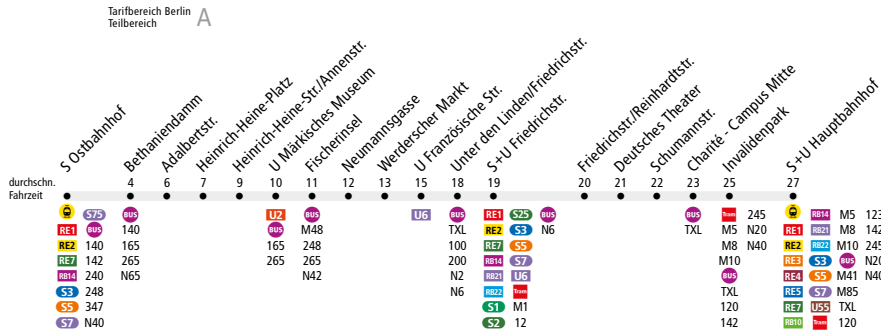 Tarifbereich Berlin
Teilbereich A
S Ostbahnhof
Bethaniendamm
Adalbertstr.
Heinrich-Heine-Platz
Heinrich-Heine-Str./Annenstr.
U Märkisches Museum
Fischerinsel
Neumannsgasse
Werderscher Markt
U Französische Str.
Unter den Linden/Friedrichstr.
S+U Friedrichstr.
Friedrichstr./Reinhardtstr.
Deutsches Theater
Schumannstr.
Charité - Campus Mitte
Invalidenpark
S+U Hauptbahnhof
durchschn. 4 6 7 9 10 11 12 13 15 18 19 20 21 22 23 25 27
Fahrzeit
S75 BUS U2 BUS U6 BUS RE1 S25 BUS BUS Tram 245 RB14 M5 123
RE1 BUS 140 BUS M48 TXL RE2 S3 N6 TXL M5 N20 RE1 RB21 M8 142
RE2 140 165 165 248 100 RE7 S5 M8 N40 RE2 RB22 M10 245
RE7 142 265 265 265 200 RB14 S7 M10 RE3 S3 BUS N20
RB14 240 N65 N42 N2 RB21 U6 BUS RE4 S5 M41 N40
S3 248 N6 RB22 Tram TXL RE5 S7 M85
S5 347 S1 M1 120 RE7 U55 TXL
S7 N40 S2 12 142 RB10 Tram 120